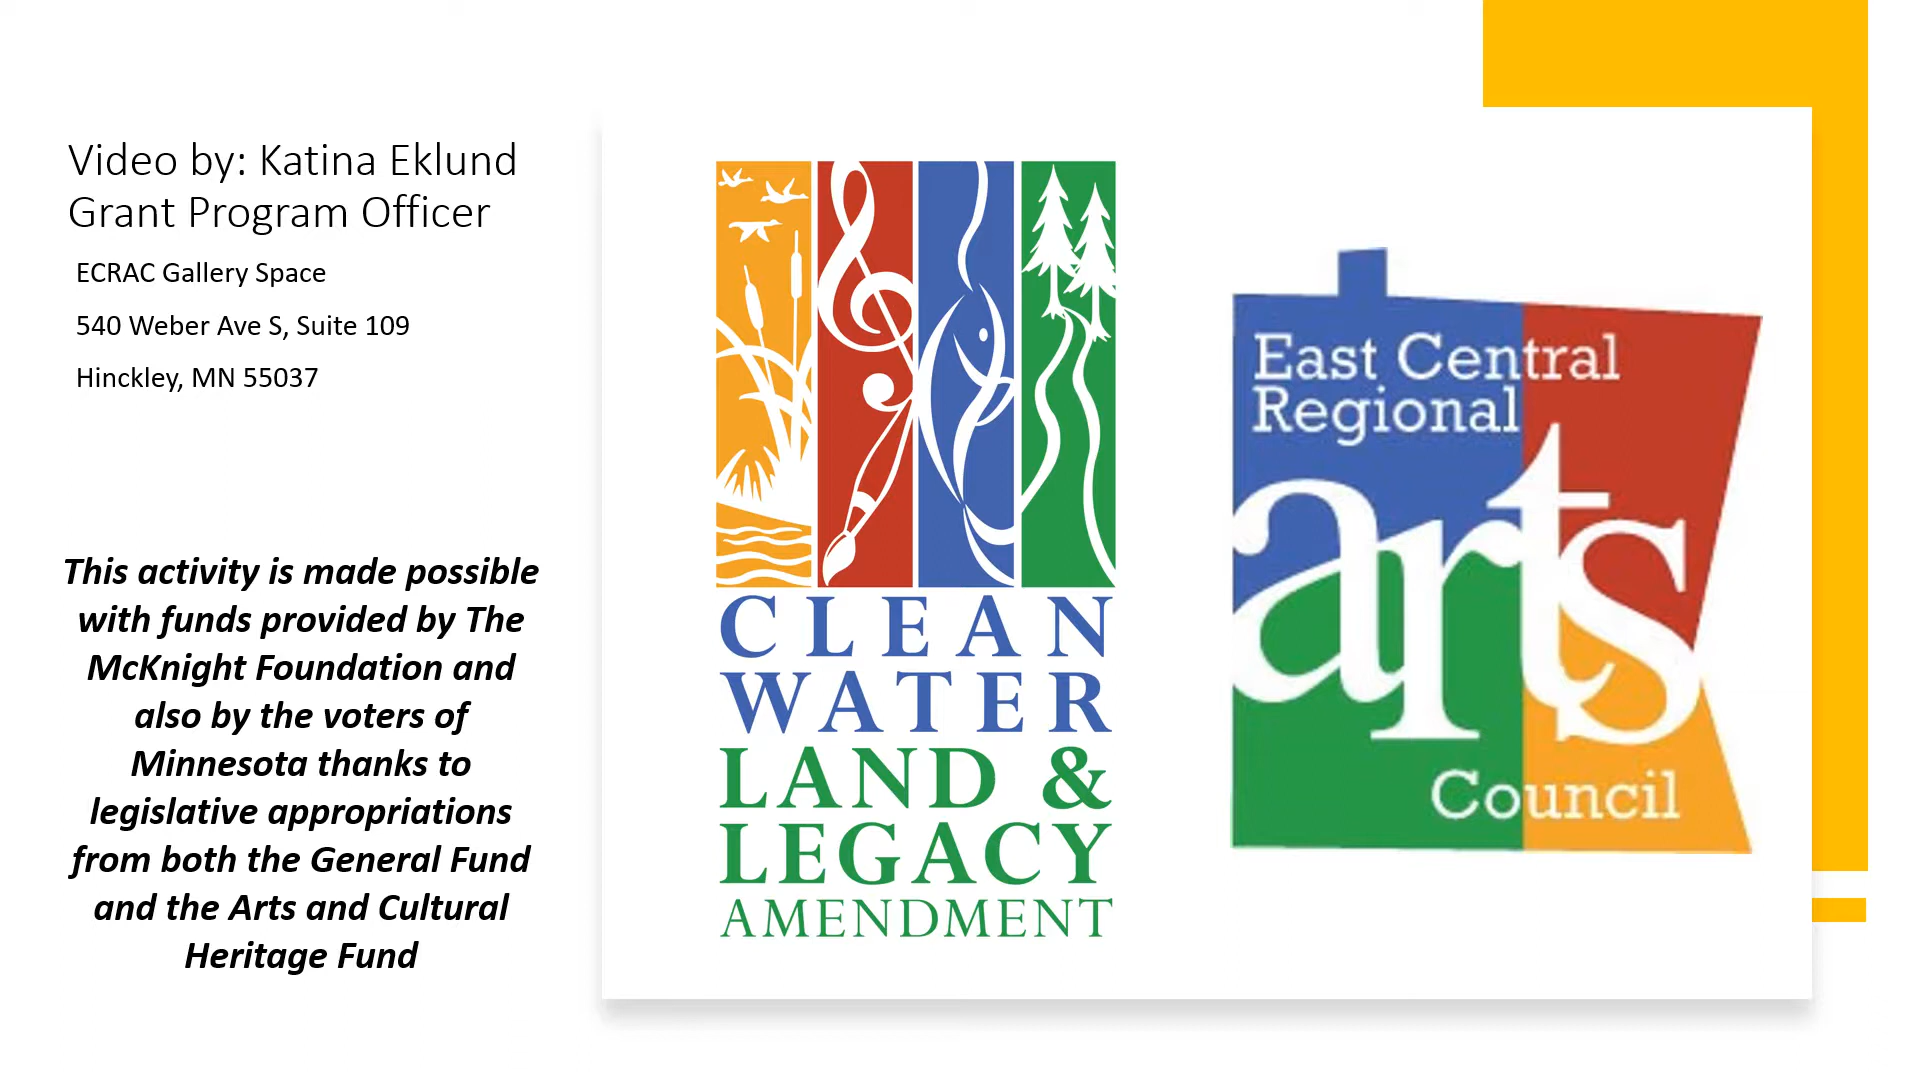 Video by: Katina Eklund
Grant Program Officer
ECRAC Gallery Space
540 Weber Ave S, Suite 109
Hinckley, MN 55037
This activity is made possible
with funds provided by The
McKnight Foundation and
also by the voters of
Minnesota thanks to
legislative appropriations
from both the General Fund
and the Arts and Cultural
Heritage Fund
CLEAN
WATER
LAND &
LEGACY
AMENDMENT
East Central
Regional
arts
Council